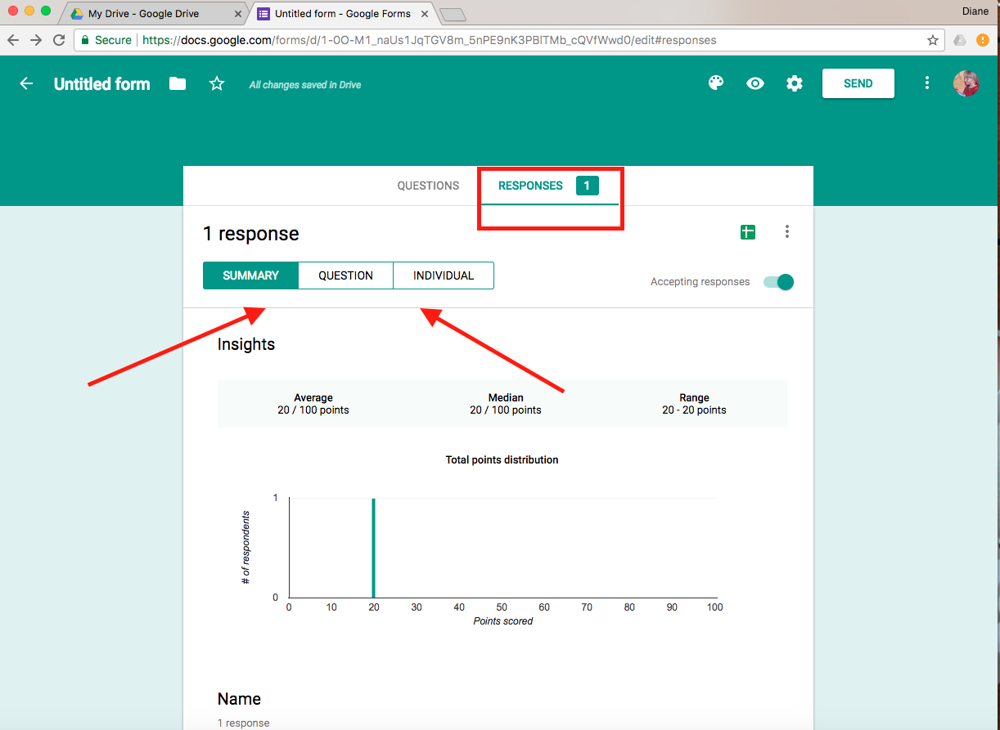 My Drive - Google Drive
Untitled form - Google Forms
Diane
Secure
https://docs.google.com/forms/d/1-0O-M1_naUs1JqTGV8m_5nPE9nK3PBlTMb_cQVfWwd0/edit#responses
Untitled form
All changes saved in Drive
SEND
QUESTIONS
RESPONSES 1
1 response
SUMMARY QUESTION INDIVIDUAL
Accepting responses
Insights
Average Median Range
20 / 100 points 20 / 100 points 20 - 20 points
Total points distribution
1
# of respondents
0
0 10 20 30 40 50 60 70 80 90 100
Points scored
Name
1 response